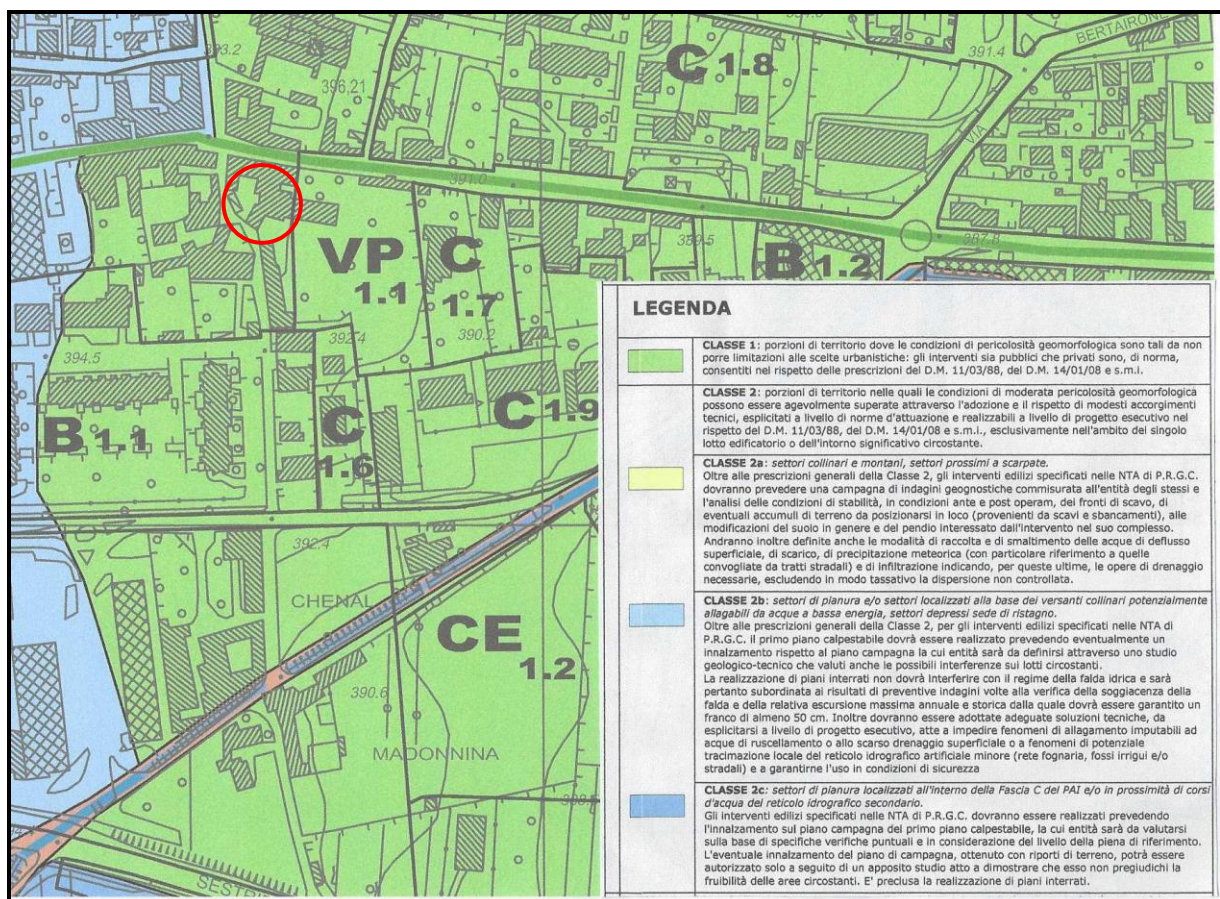 393.2
396,21
C 1.8
391.4
BERTAIRONE
VIA
391.0
389.5
387.8
VP
1.1
C
1.7
B 1.2
392.4
390.2
394.5
B 1.1
C
1.6
C 1.9
392.4
CHENAL
CE
1.2
390.6
MADONNINA
SESTRI
LEGENDA
CLASSE 1: porzioni di territorio dove le condizioni di pericolosità geomorfologica sono tali da non
porre limitazioni alle scelte urbanistiche: gli interventi sia pubblici che privati sono, di norma,
consentiti nel rispetto delle prescrizioni del D.M. 11/03/88, del D.M. 14/01/08 e s.m.i.
CLASSE 2: porzioni di territorio nelle quali le condizioni di moderata pericolosità geomorfologica
possono essere agevolmente superate attraverso l'adozione e il rispetto di modesti accorgimenti
tecnici, esplicitati a livello di norme d'attuazione e realizzabili a livello di progetto esecutivo nel
rispetto del D.M. 11/03/88, del D.M. 14/01/08 e s.m.i., esclusivamente nell'ambito del singolo
lotto edificatorio o dell'intorno significativo circostante.
CLASSE 2a: settori collinari e montani, settori prossimi a scarpate.
Oltre alle prescrizioni generali della Classe 2, gli interventi edilizi specificati nelle NTA di P.R.G.C.
dovranno prevedere una campagna di indagini geognostiche commisurata all'entità degli stessi e
l'analisi delle condizioni di stabilità, in condizioni ante e post operam, dei fronti di scavo, di
eventuali accumuli di terreno da posizionarsi in loco (provenienti da scavi e sbancamenti), alle
modificazioni del suolo in genere e del pendio interessato dall'intervento nel suo complesso.
Andranno inoltre definite anche le modalità di raccolta e di smaltimento delle acque di deflusso
superficiale, di scarico, di precipitazione meteorica (con particolare riferimento a quelle
convogliate da tratti stradali) e di infiltrazione indicando, per queste ultime, le opere di drenaggio
necessarie, escludendo in modo tassativo la dispersione non controllata.
CLASSE 2b: settori di pianura e/o settori localizzati alla base dei versanti collinari potenzialmente
allagabili da acque a bassa energia, settori depressi sede di ristagno.
Oltre alle prescrizioni generali della Classe 2, per gli interventi edilizi specificati nelle NTA di
P.R.G.C. il primo piano calpestabile dovrà essere realizzato prevedendo eventualmente un
innalzamento rispetto al piano campagna la cui entità sarà da definirsi attraverso uno studio
geologico-tecnico che valuti anche le possibili interferenze sui lotti circostanti.
La realizzazione di piani interrati non dovrà interferire con il regime della falda idrica e sarà
pertanto subordinata ai risultati di preventive indagini volte alla verifica della soggiacenza della
falda e della relativa escursione massima annuale e storica dalla quale dovrà essere garantito un
franco di almeno 50 cm. Inoltre dovranno essere adottate adeguate soluzioni tecniche, da
esplicitarsi a livello di progetto esecutivo, atte a impedire fenomeni di allagamento imputabili ad
acque di ruscellamento o allo scarso drenaggio superficiale o a fenomeni di potenziale
tracimazione locale del reticolo idrografico artificiale minore (rete fognaria, fossi irrigui e/o
stradali) e a garantirne l'uso in condizioni di sicurezza
CLASSE 2c: settori di pianura localizzati all'interno della Fascia C del PAI e/o in prossimità di corsi
d'acqua del reticolo idrografico secondario.
Gli interventi edilizi specificati nelle NTA di P.R.G.C. dovranno essere realizzati prevedendo
l'innalzamento sul piano campagna del primo piano calpestabile, la cui entità sarà da valutarsi
sulla base di specifiche verifiche puntuali e in considerazione del livello della piena di riferimento.
L'eventuale innalzamento del piano di campagna, ottenuto con riporti di terreno, potrà essere
autorizzato solo a seguito di un apposito studio atto a dimostrare che esso non pregiudichi la
fruibilità delle aree circostanti. E' preclusa la realizzazione di piani interrati.